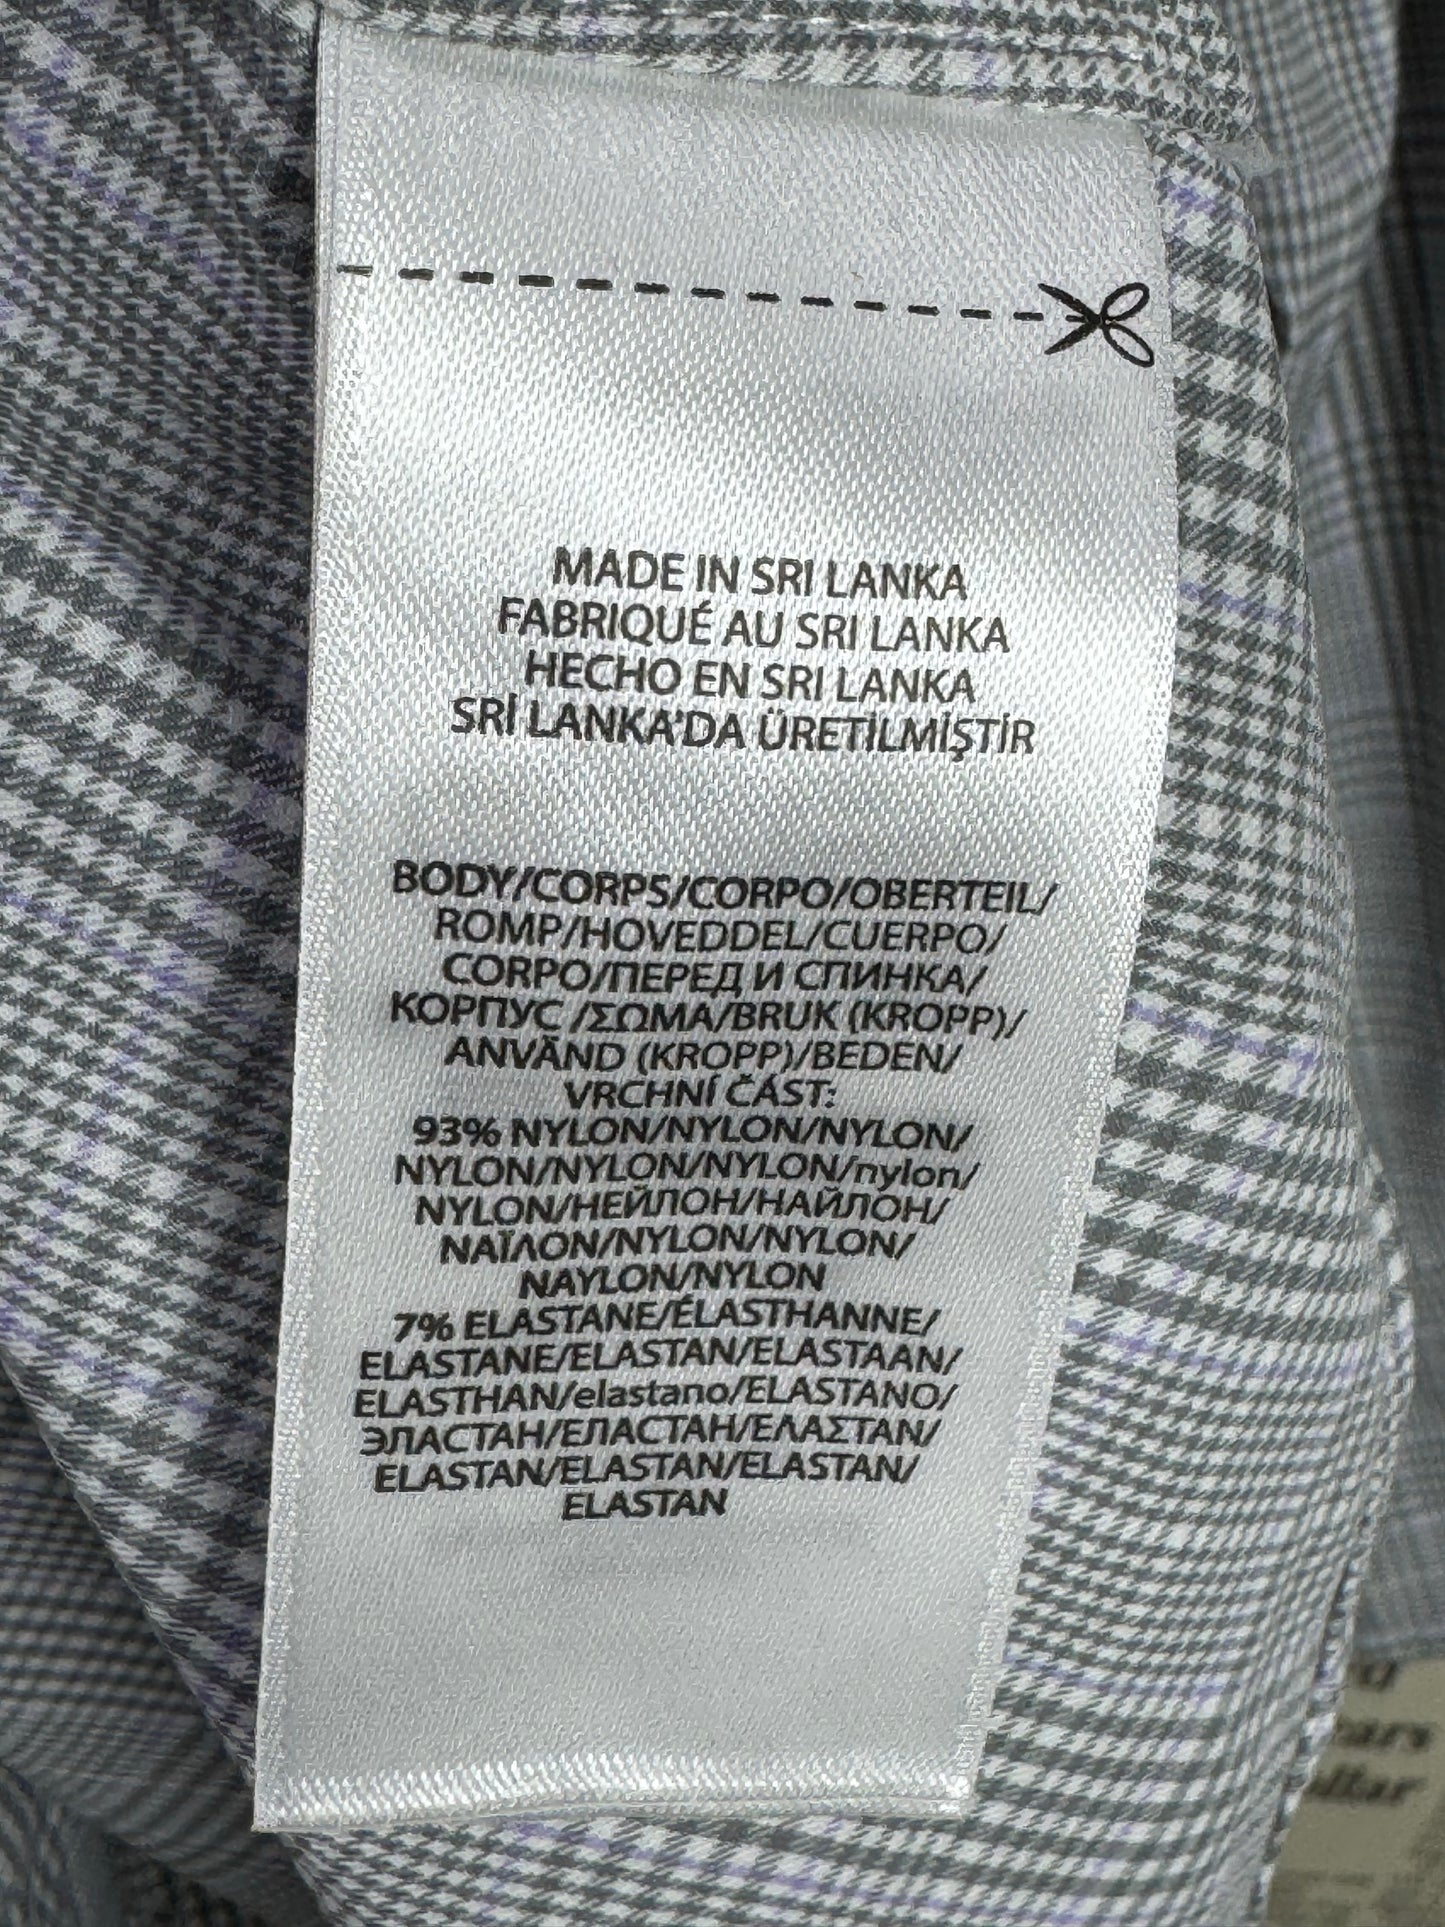 MADE IN SRI LANKA
FABRIQUÉ AU SRI LANKA
HECHO EN SRI LANKA
SRİ LANKA'DA ÜRETİLMİŞTİR
BODY/CORPS/CORPO/OBERTEIL/
ROMP/HOVEDDEL/CUERPO/
CORPO/ПЕРЕД И СПИНКА/
КОРПУС /ΣΩΜΑ/BRUK (KROPP)/
ANVÄND (KROPP)/BEDEN/
VRCHNÍ ČÁST:
93% NYLON/NYLON/NYLON/
NYLON/NYLON/NYLON/nylon/
NYLON/НЕЙЛОН/НАЙЛОН/
ΝΑΪΛΟΝ/NYLON/NYLON/
NAYLON/NYLON
7% ELASTANE/ÉLASTHANNE/
ELASTANE/ELASTAN/ELASTAAN/
ELASTHAN/elastano/ELASTANO/
ЭЛАСТАН/ЕЛАСТАН/ΕΛΑΣΤΑΝ/
ELASTAN/ELASTAN/ELASTAN/
ELASTAN